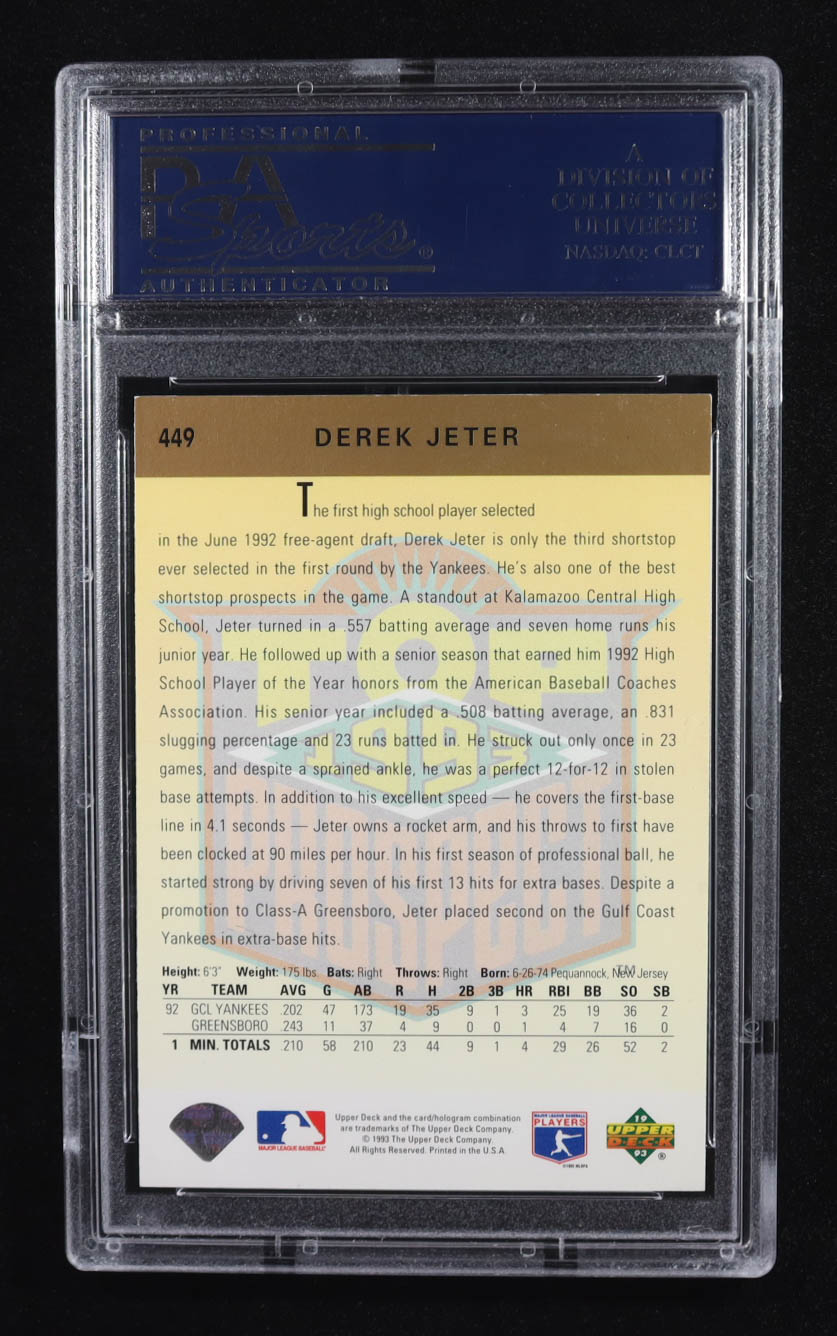 PROFESSIONAL
PSA
Sports®
AUTHENTICATOR
A
DIVISION OF
COLLECTORS
UNIVERSE
NASDAQ: CLCT
449 DEREK JETER
The first high school player selected
in the June 1992 free-agent draft, Derek Jeter is only the third shortstop
ever selected in the first round by the Yankees. He's also one of the best
shortstop prospects in the game. A standout at Kalamazoo Central High
School, Jeter turned in a .557 batting average and seven home runs his
junior year. He followed up with a senior season that earned him 1992 High
School Player of the Year honors from the American Baseball Coaches
Association. His senior year included a .508 batting average, an .831
slugging percentage and 23 runs batted in. He struck out only once in 23
games, and despite a sprained ankle, he was a perfect 12-for-12 in stolen
base attempts. In addition to his excellent speed — he covers the first-base
line in 4.1 seconds — Jeter owns a rocket arm, and his throws to first have
been clocked at 90 miles per hour. In his first season of professional ball, he
started strong by driving seven of his first 13 hits for extra bases. Despite a
promotion to Class-A Greensboro, Jeter placed second on the Gulf Coast
Yankees in extra-base hits.
TOP
1993
PROSPECT
TM
Height: 6'3" Weight: 175 lbs. Bats: Right Throws: Right Born: 6-26-74 Pequannock, New Jersey
YR TEAM AVG G AB R H 2B 3B HR RBI BB SO SB
92 GCL YANKEES .202 47 173 19 35 9 1 3 25 19 36 2
GREENSBORO .243 11 37 4 9 0 0 1 4 7 16 0
1 MIN. TOTALS .210 58 210 23 44 9 1 4 29 26 52 2
MAJOR LEAGUE BASEBALL
Upper Deck and the card/hologram combination
are trademarks of The Upper Deck Company.
© 1993 The Upper Deck Company.
All Rights Reserved. Printed in the U.S.A.
MAJOR LEAGUE BASEBALL
PLAYERS
19
UPPER
DECK
93 ®